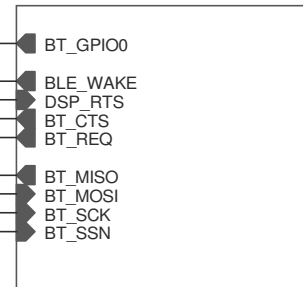 BT_GPIO0
BLE_WAKE
DSP_RTS
BT_CTS
BT_REQ
BT_MISO
BT_MOSI
BT_SCK
BT_SSN